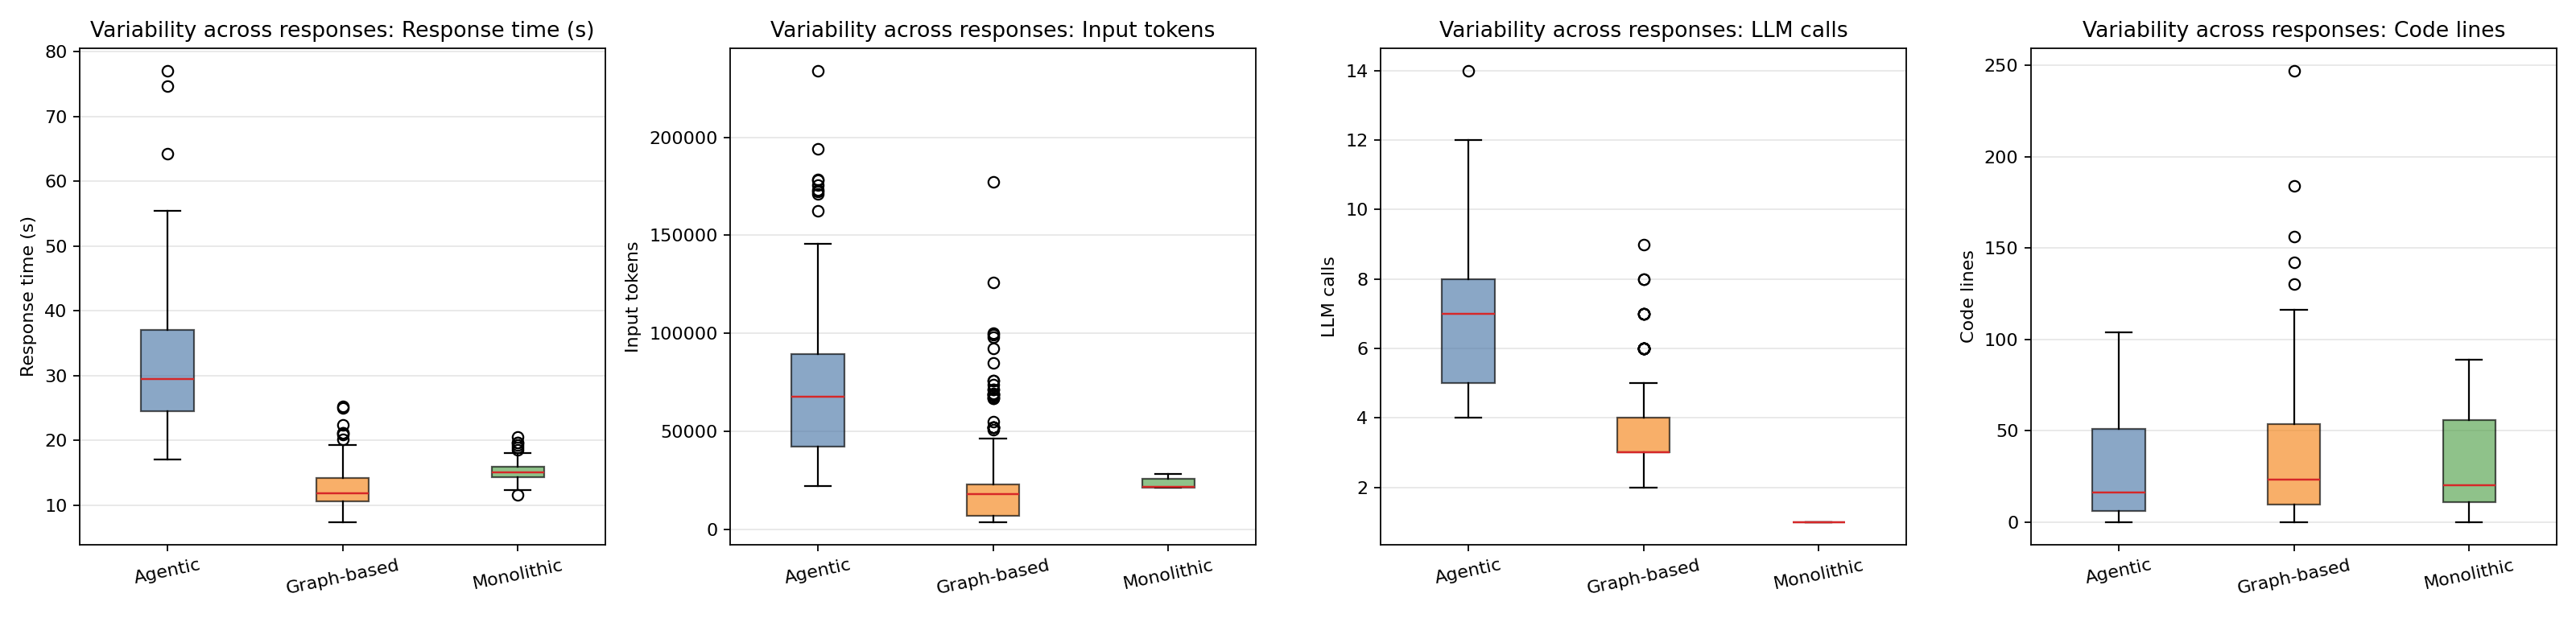 Variability across responses: Response time (s)
Response time (s)
80
70
60
50
40
30
20
10
Agentic
Graph-based
Monolithic
Variability across responses: Input tokens
Input tokens
200000
150000
100000
50000
0
Agentic
Graph-based
Monolithic
Variability across responses: LLM calls
LLM calls
14
12
10
8
6
4
2
Agentic
Graph-based
Monolithic
Variability across responses: Code lines
Code lines
250
200
150
100
50
0
Agentic
Graph-based
Monolithic